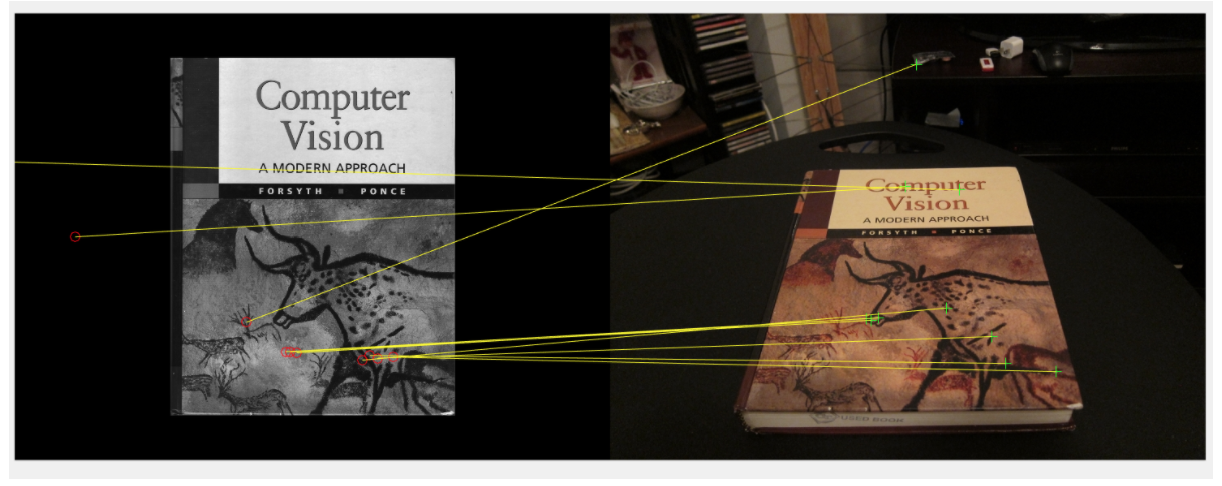 Computer
Vision
A MODERN APPROACH
FORSYTH ■ PONCE
Computer
Vision
A MODERN APPROACH
FORSYTH ■ PONCE
USED BOOK